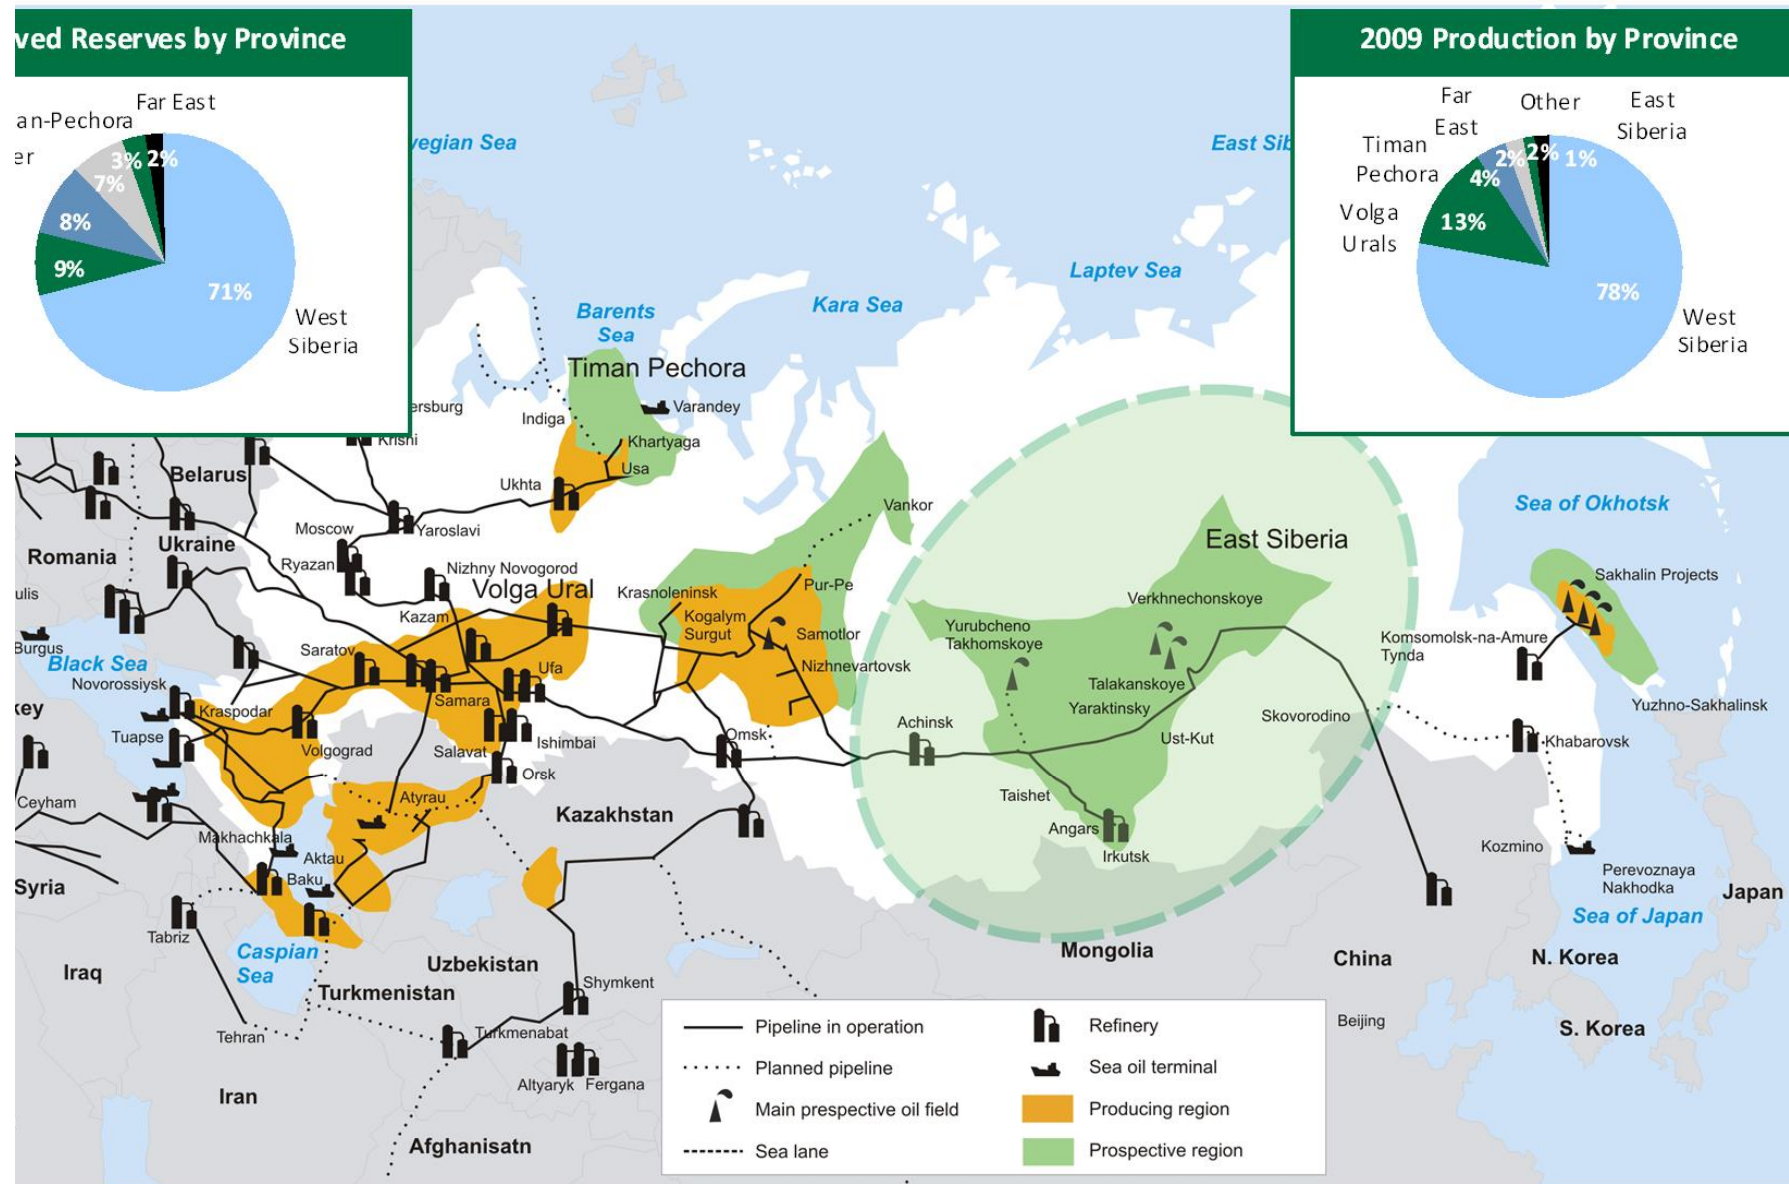 ved Reserves by Province
Far East
an-Pechora
er
3%
2%
7%
8%
9%
71%
West
Siberia
2009 Production by Province
Far
East
Other
East
Siberia
Timan
Pechora
Volga
Urals
2%
2%
1%
4%
13%
78%
West
Siberia
wegian Sea
East Sib
Laptev Sea
Kara Sea
Barents
Sea
Timan Pechora
ersburg
Indiga
Varandey
Krishi
Khartyaga
Usa
Belarus
Ukhta
Vankor
Sea of Okhotsk
Moscow
Yaroslavi
East Siberia
Romania
Ukraine
Ryazan
Nizhny Novogorod
Volga Ural
Krasnoleninsk
Pur-Pe
Sakhalin Projects
ulis
Kazam
Kogalym
Surgut
Verkhnechonskoye
Samotlor
Yurubcheno
Takhomskoye
Komsomolsk-na-Amure
Tynda
Burgus
Black Sea
Saratov
Ufa
Nizhnevartovsk
Novorossiysk
Samara
Talakanskoye
Yaraktinsky
key
Kraspodar
Achinsk
Skovorodino
Yuzhno-Sakhalinsk
Tuapse
Volgograd
Salavat
Ishimbai
Omsk
Ust-Kut
Khabarovsk
Orsk
Ceyham
Atyrau
Kazakhstan
Taishet
Makhachkala
Angars
Aktau
Irkutsk
Kozmino
Syria
Baku
Perevoznaya
Nakhodka
Japan
Sea of Japan
Tabriz
Caspian
Sea
Iraq
Uzbekistan
Mongolia
China
N. Korea
Turkmenistan
Shymkent
Tehran
Turkmenabat
Beijing
S. Korea
Altyaryk
Fergana
Iran
Afghanisatn
Pipeline in operation
Refinery
Planned pipeline
Sea oil terminal
Main prespective oil field
Producing region
Sea lane
Prospective region